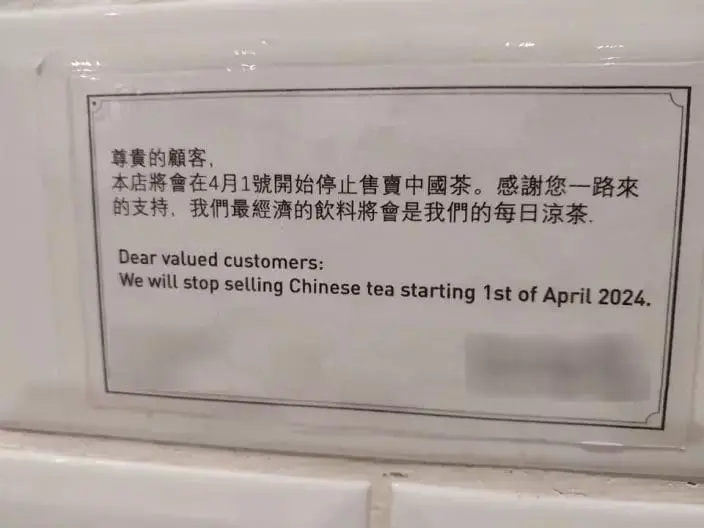 尊貴的顧客,
本店將會在4月1號開始停止售賣中國茶。感謝您一路來
的支持, 我們最經濟的飲料將會是我們的每日涼茶.
Dear valued customers:
We will stop selling Chinese tea starting 1st of April 2024.